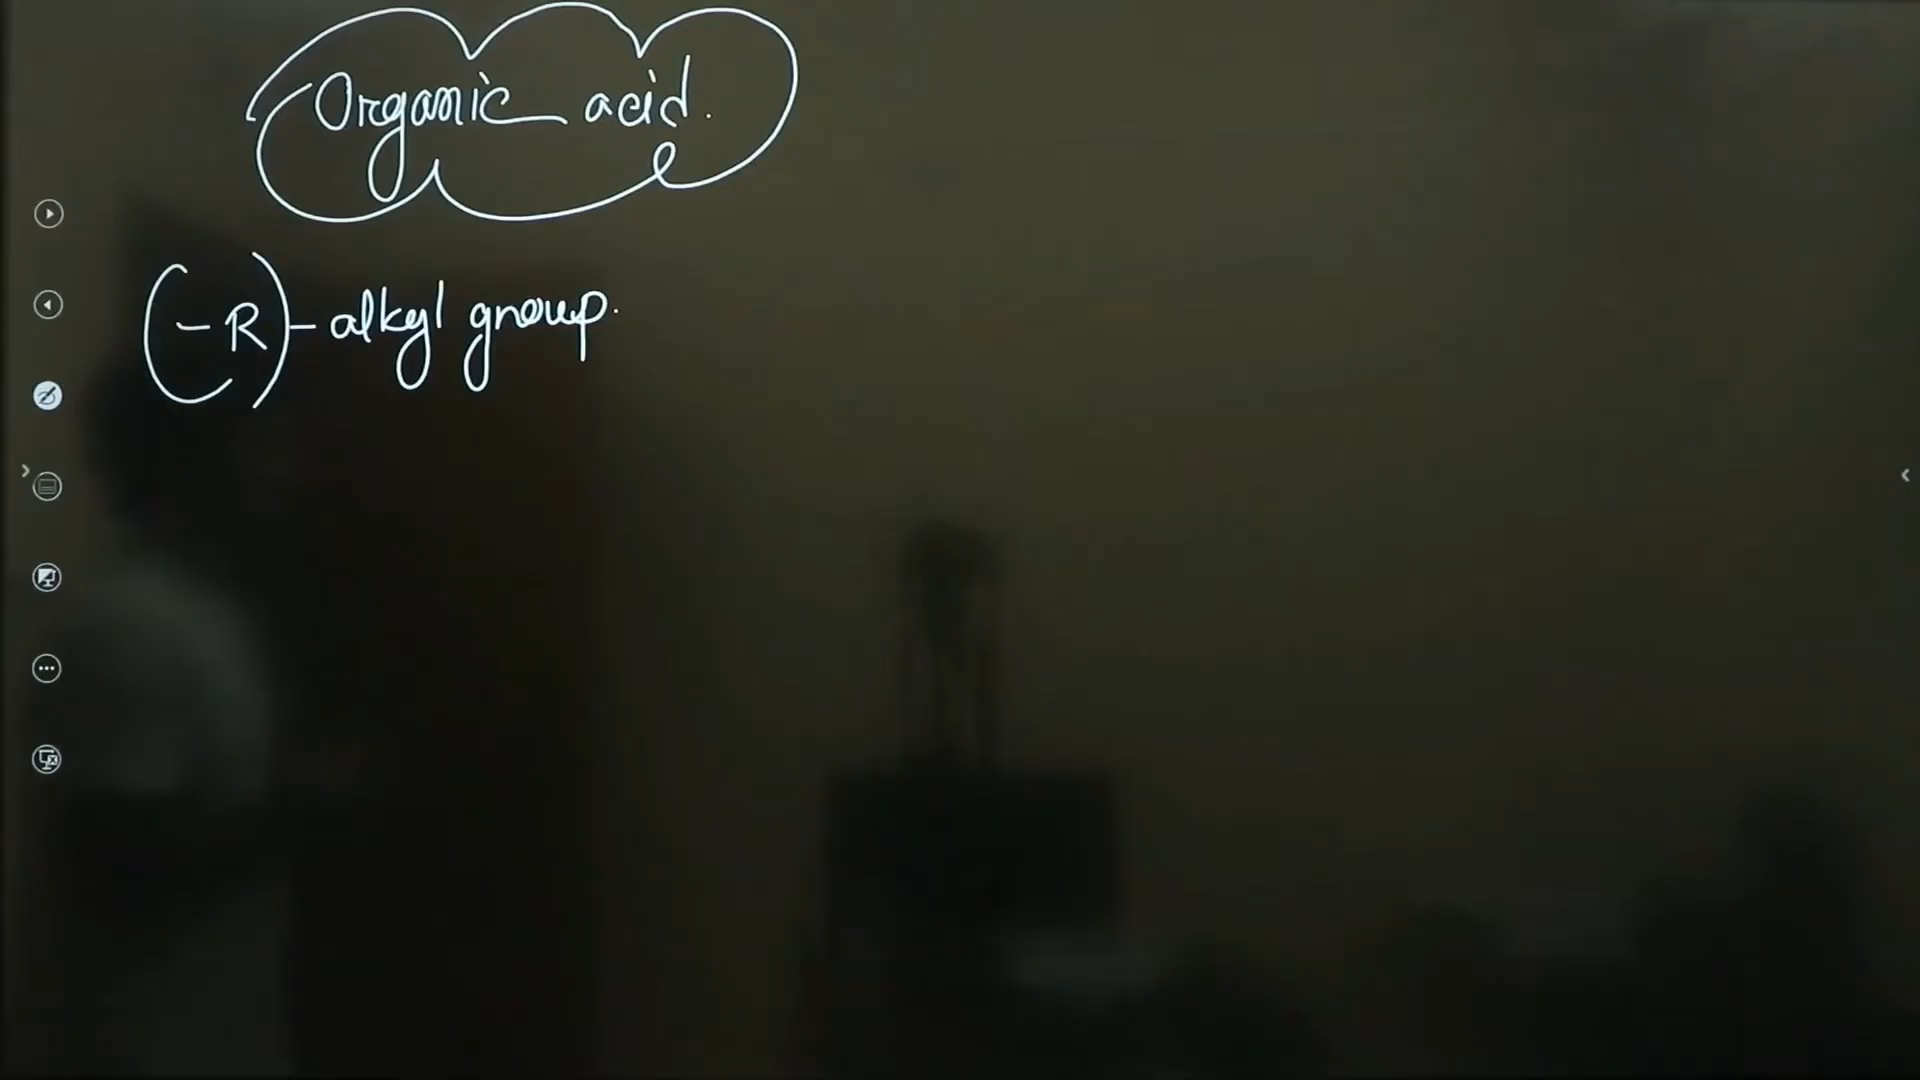 Organic acid.
(-R)- alkyl group.